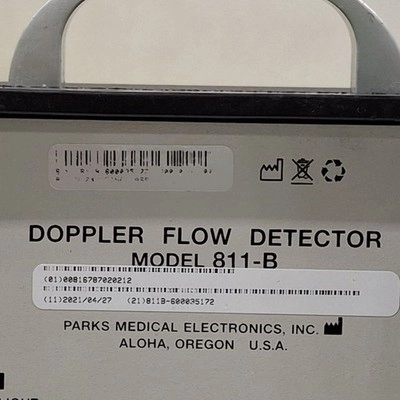 DOPPLER FLOW DETECTOR
MODEL 811-B
(01)00816787020212
(11)2021/04/27 (21)811B-600035172
PARKS MEDICAL ELECTRONICS, INC.
ALOHA, OREGON U.S.A.